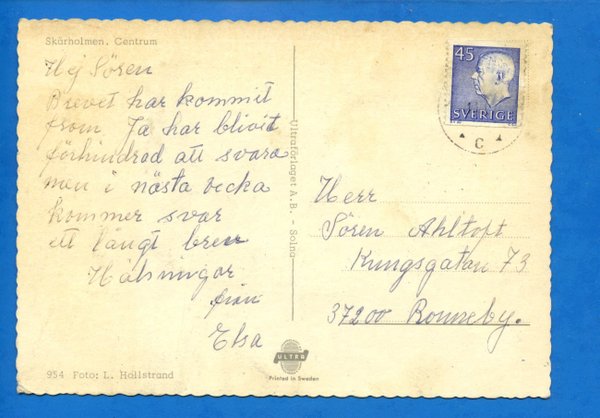 Skärholmen. Centrum
Hej Sören
Brevet har kommit
fram. Ja har blivit
förhindrad att svara
men i nästa vecka
kommer svar
ett långt brev
Hälsningar
från
Elsa
954 Foto: L. Hallstrand
Ultraförlaget A.B. - Solna
ULTRA
Printed in Sweden
45
SVERIGE
C
Herr
Sören Ahltoft
Kungsgatan 73
37200 Ronneby.